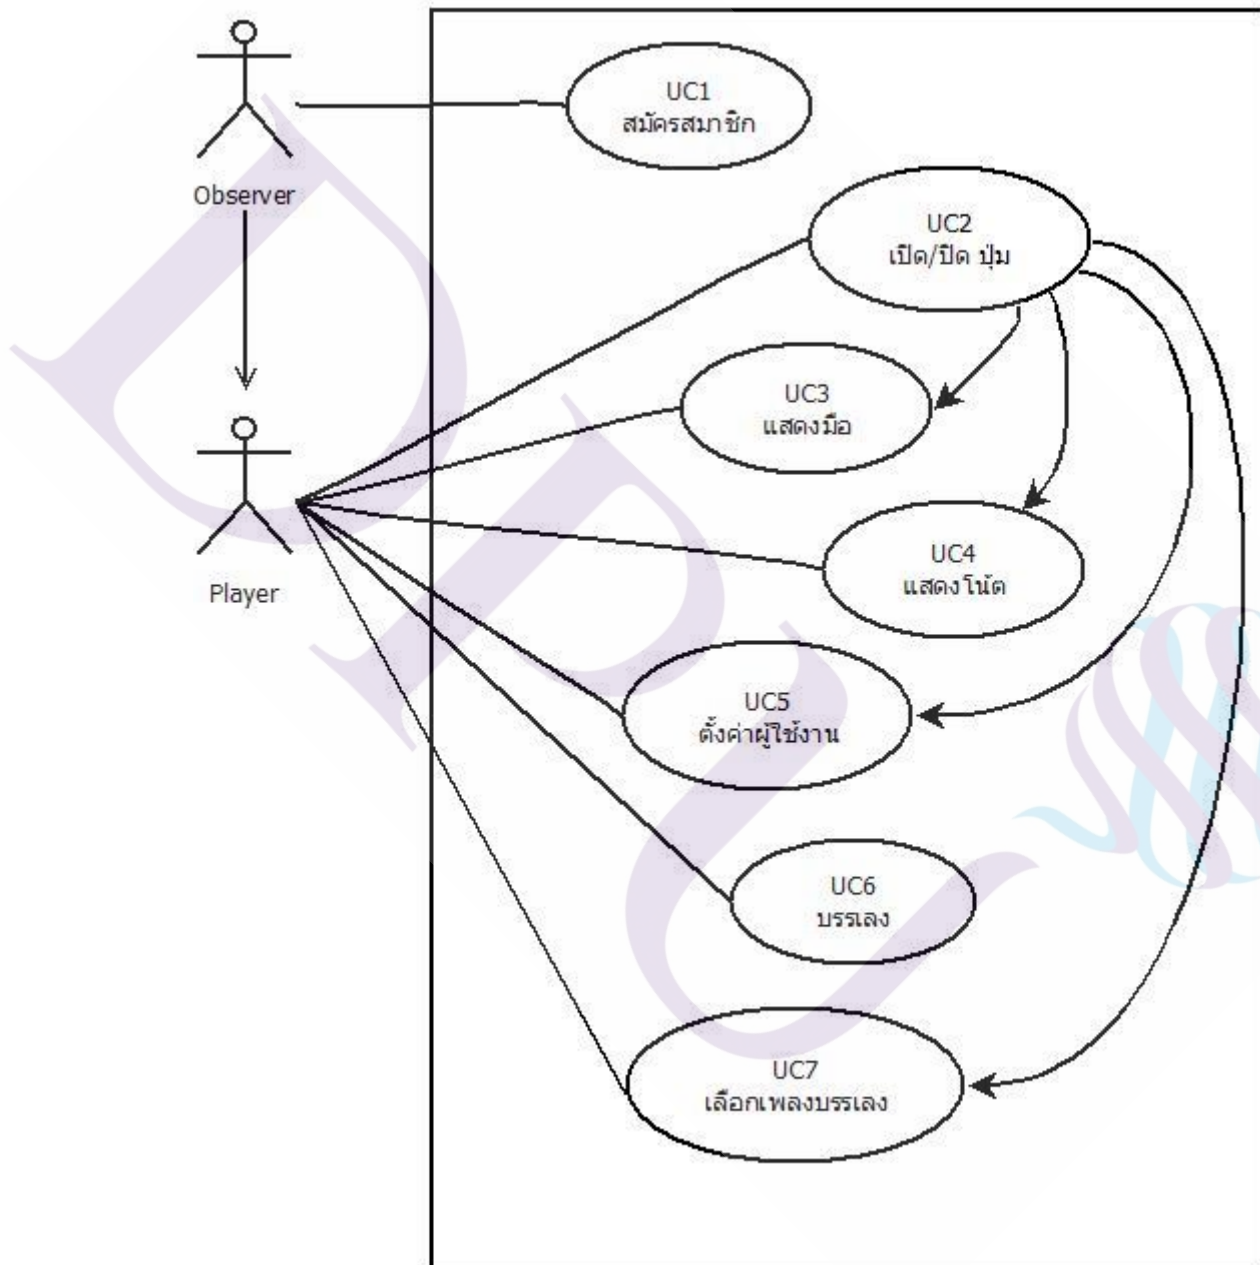 UC1
สมัครสมาชิก
Observer
UC2
เปิด/ปิด ปุ่ม
UC3
แสดงมือ
UC4
แสดงโน้ต
Player
UC5
ตั้งค่าผู้ใช้งาน
UC6
บรรเลง
UC7
เลือกเพลงบรรเลง
DPU